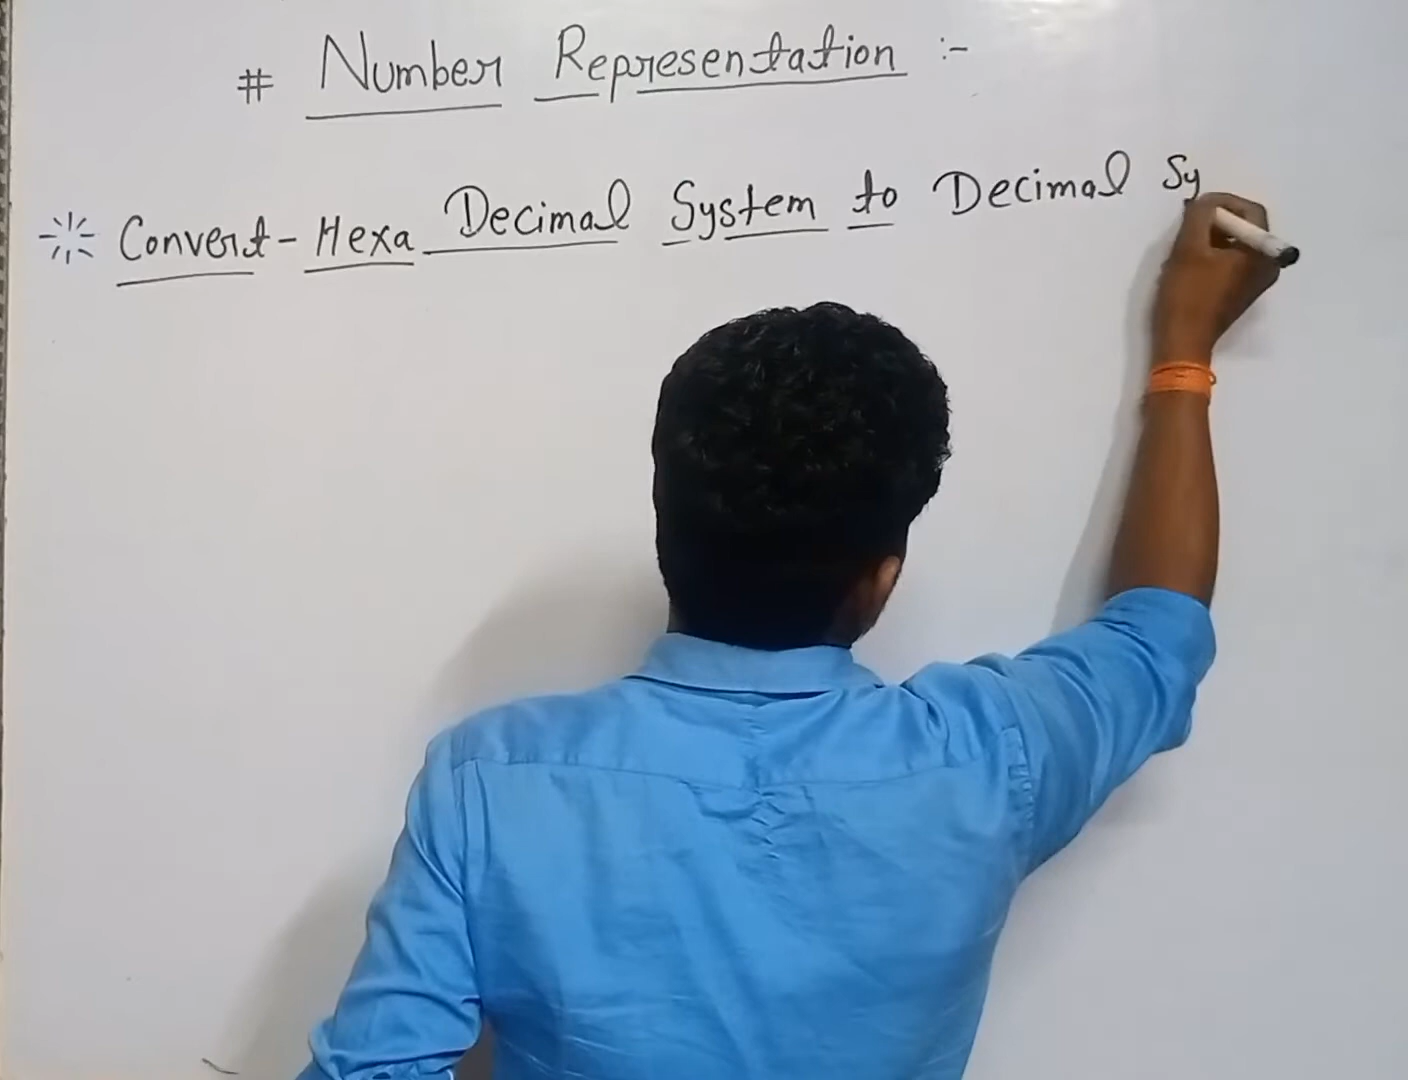 # Number Representation :-
Convert - Hexa Decimal System to Decimal Sy